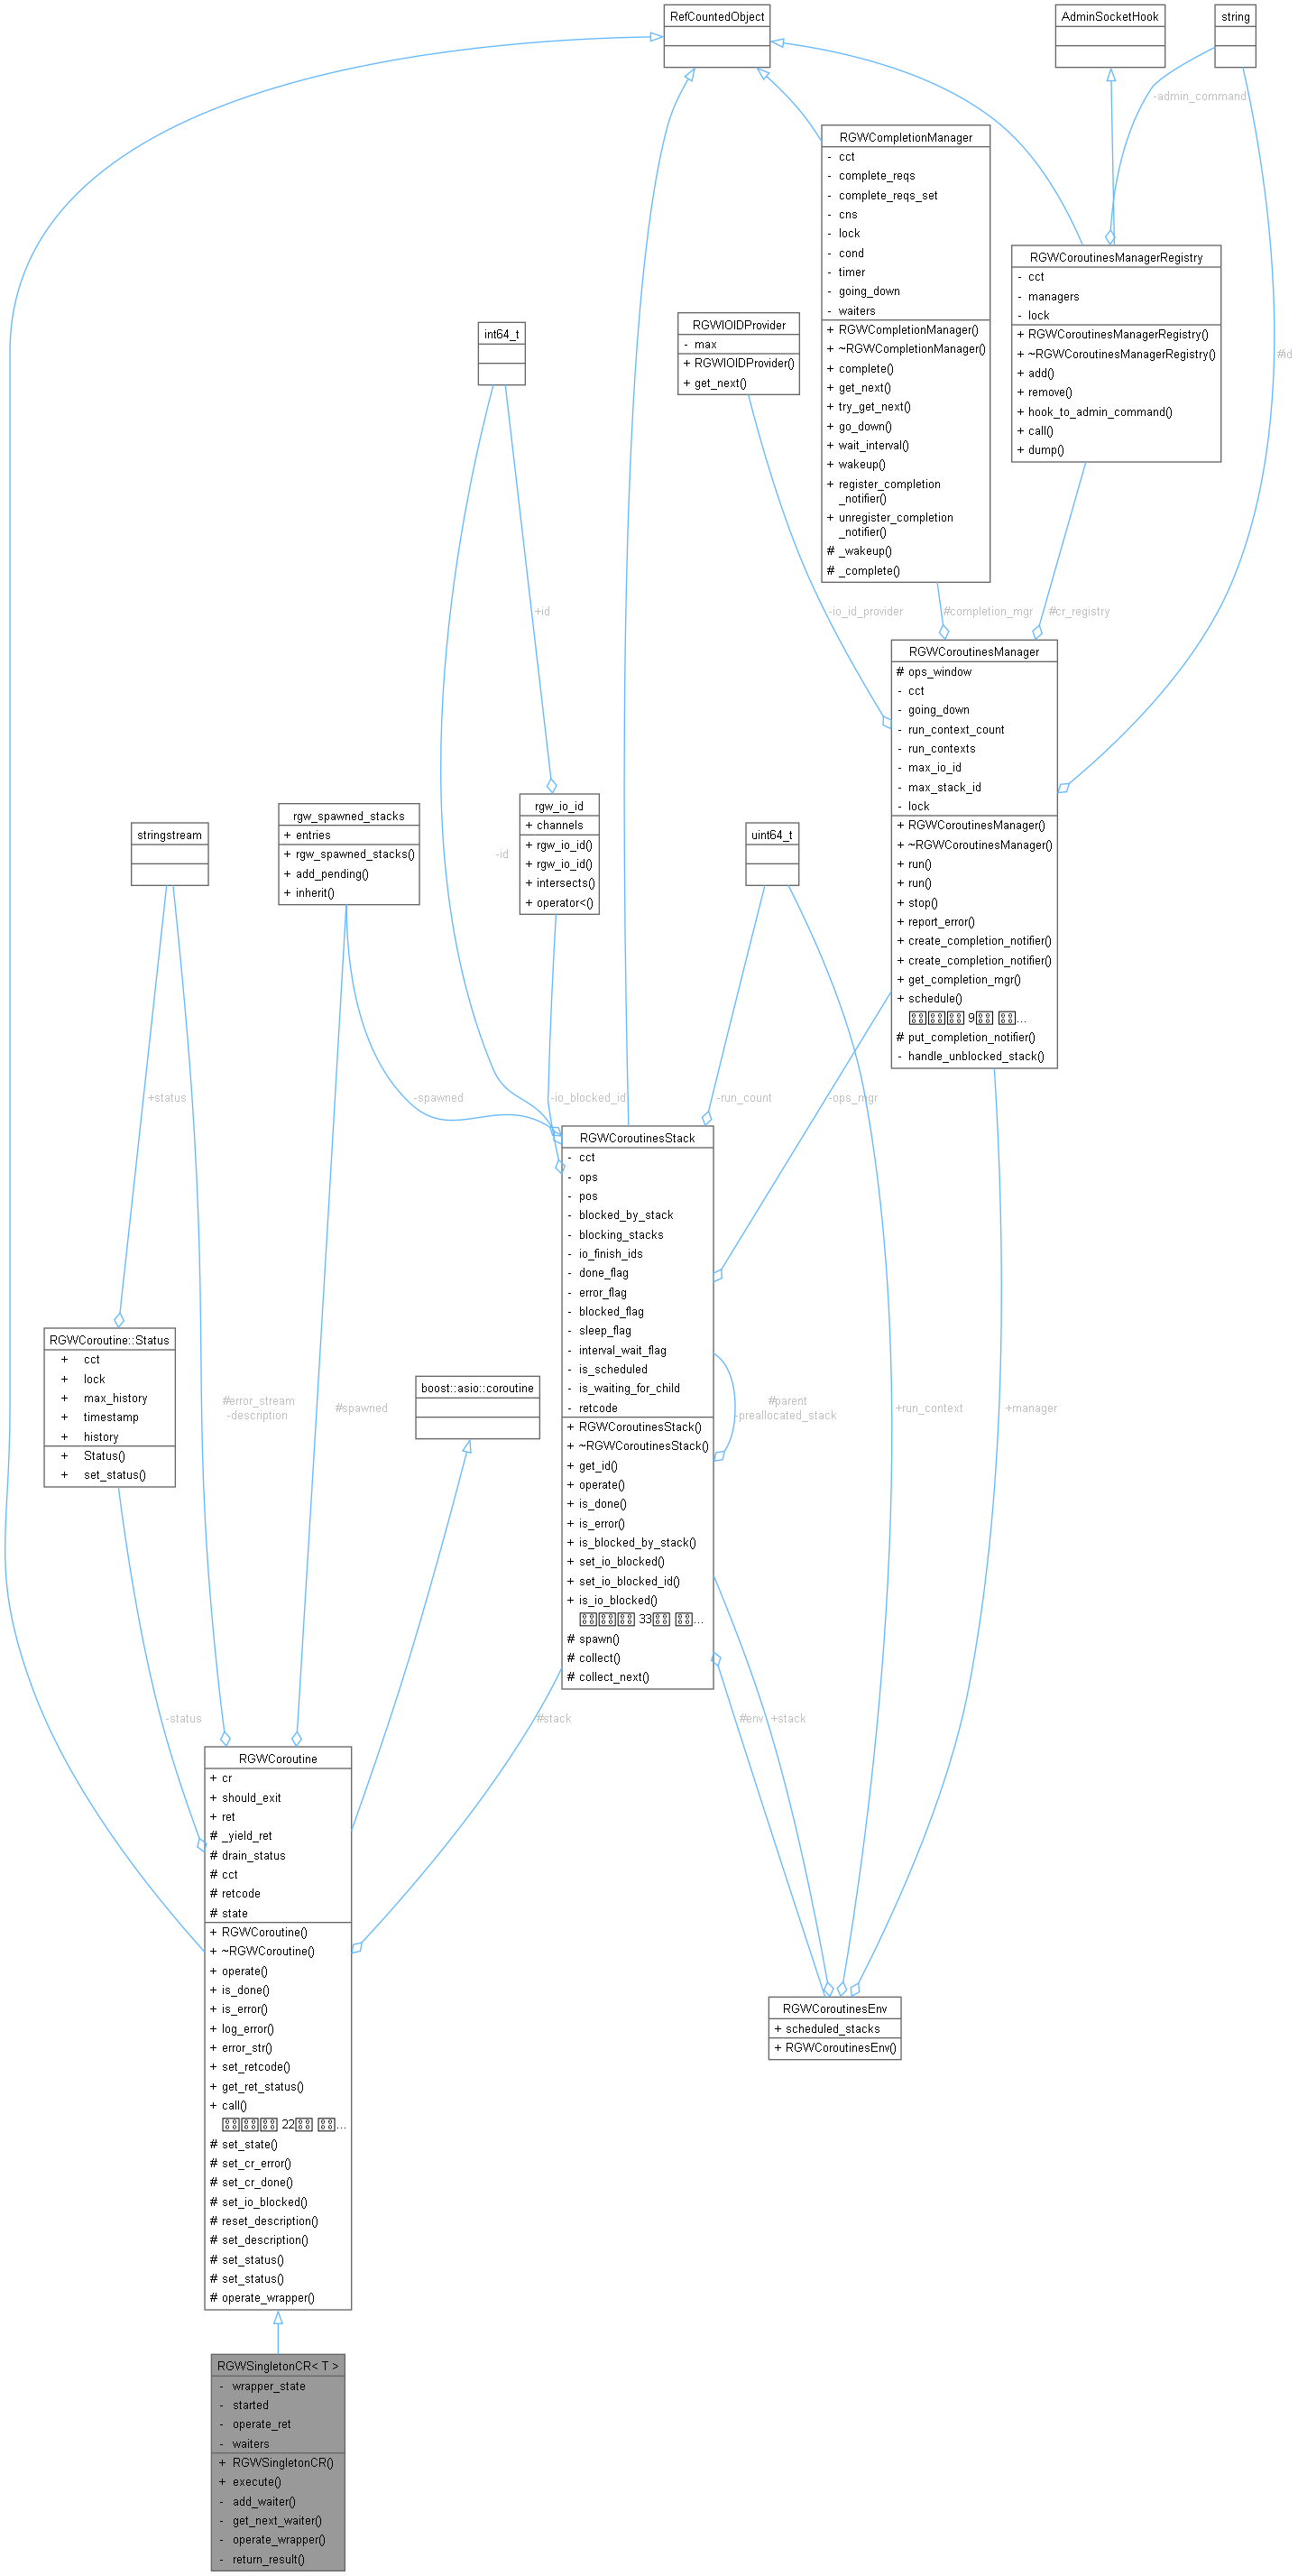 RefCountedObject
AdminSocketHook
string
-admin_command
RGWCompletionManager
- cct
- complete_reqs
- complete_reqs_set
- cns
- lock
- cond
- timer
- going_down
- waiters
+ RGWCompletionManager()
+ ~RGWCompletionManager()
+ complete()
+ get_next()
+ try_get_next()
+ go_down()
+ wait_interval()
+ wakeup()
+ register_completion
_notifier()
+ unregister_completion
_notifier()
# _wakeup()
# _complete()
RGWCoroutinesManagerRegistry
- cct
- managers
- lock
+ RGWCoroutinesManagerRegistry()
+ ~RGWCoroutinesManagerRegistry()
+ add()
+ remove()
+ hook_to_admin_command()
+ call()
+ dump()
#id
RGWIOIDProvider
- max
+ RGWIOIDProvider()
+ get_next()
int64_t
+id
-io_id_provider
#completion_mgr
#cr_registry
RGWCoroutinesManager
# ops_window
- cct
- going_down
- run_context_count
- run_contexts
- max_io_id
- max_stack_id
- lock
+ RGWCoroutinesManager()
+ ~RGWCoroutinesManager()
+ run()
+ run()
+ stop()
+ report_error()
+ create_completion_notifier()
+ create_completion_notifier()
+ get_completion_mgr()
+ schedule()
9 ...
# put_completion_notifier()
- handle_unblocked_stack()
rgw_io_id
+ channels
+ rgw_io_id()
+ rgw_io_id()
+ intersects()
+ operator<()
rgw_spawned_stacks
+ entries
+ rgw_spawned_stacks()
+ add_pending()
+ inherit()
stringstream
uint64_t
-id
+status
-spawned
-io_blocked_id
-run_count
-ops_mgr
RGWCoroutinesStack
- cct
- ops
- pos
- blocked_by_stack
- blocking_stacks
- io_finish_ids
- done_flag
- error_flag
- blocked_flag
- sleep_flag
- interval_wait_flag
- is_scheduled
- is_waiting_for_child
- retcode
+ RGWCoroutinesStack()
+ ~RGWCoroutinesStack()
+ get_id()
+ operate()
+ is_done()
+ is_error()
+ is_blocked_by_stack()
+ set_io_blocked()
+ set_io_blocked_id()
+ is_io_blocked()
33 ...
# spawn()
# collect()
# collect_next()
RGWCoroutine::Status
+ cct
+ lock
+ max_history
+ timestamp
+ history
+ Status()
+ set_status()
#error_stream
-description
#spawned
boost::asio::coroutine
#parent
-preallocated_stack
+run_context
+manager
-status
#stack
#env
+stack
RGWCoroutine
+ cr
+ should_exit
+ ret
# _yield_ret
# drain_status
# cct
# retcode
# state
+ RGWCoroutine()
+ ~RGWCoroutine()
+ operate()
+ is_done()
+ is_error()
+ log_error()
+ error_str()
+ set_retcode()
+ get_ret_status()
+ call()
22 ...
# set_state()
# set_cr_error()
# set_cr_done()
# set_io_blocked()
# reset_description()
# set_description()
# set_status()
# set_status()
# operate_wrapper()
RGWCoroutinesEnv
+ scheduled_stacks
+ RGWCoroutinesEnv()
RGWSingletonCR< T >
- wrapper_state
- started
- operate_ret
- waiters
+ RGWSingletonCR()
+ execute()
- add_waiter()
- get_next_waiter()
- operate_wrapper()
- return_result()